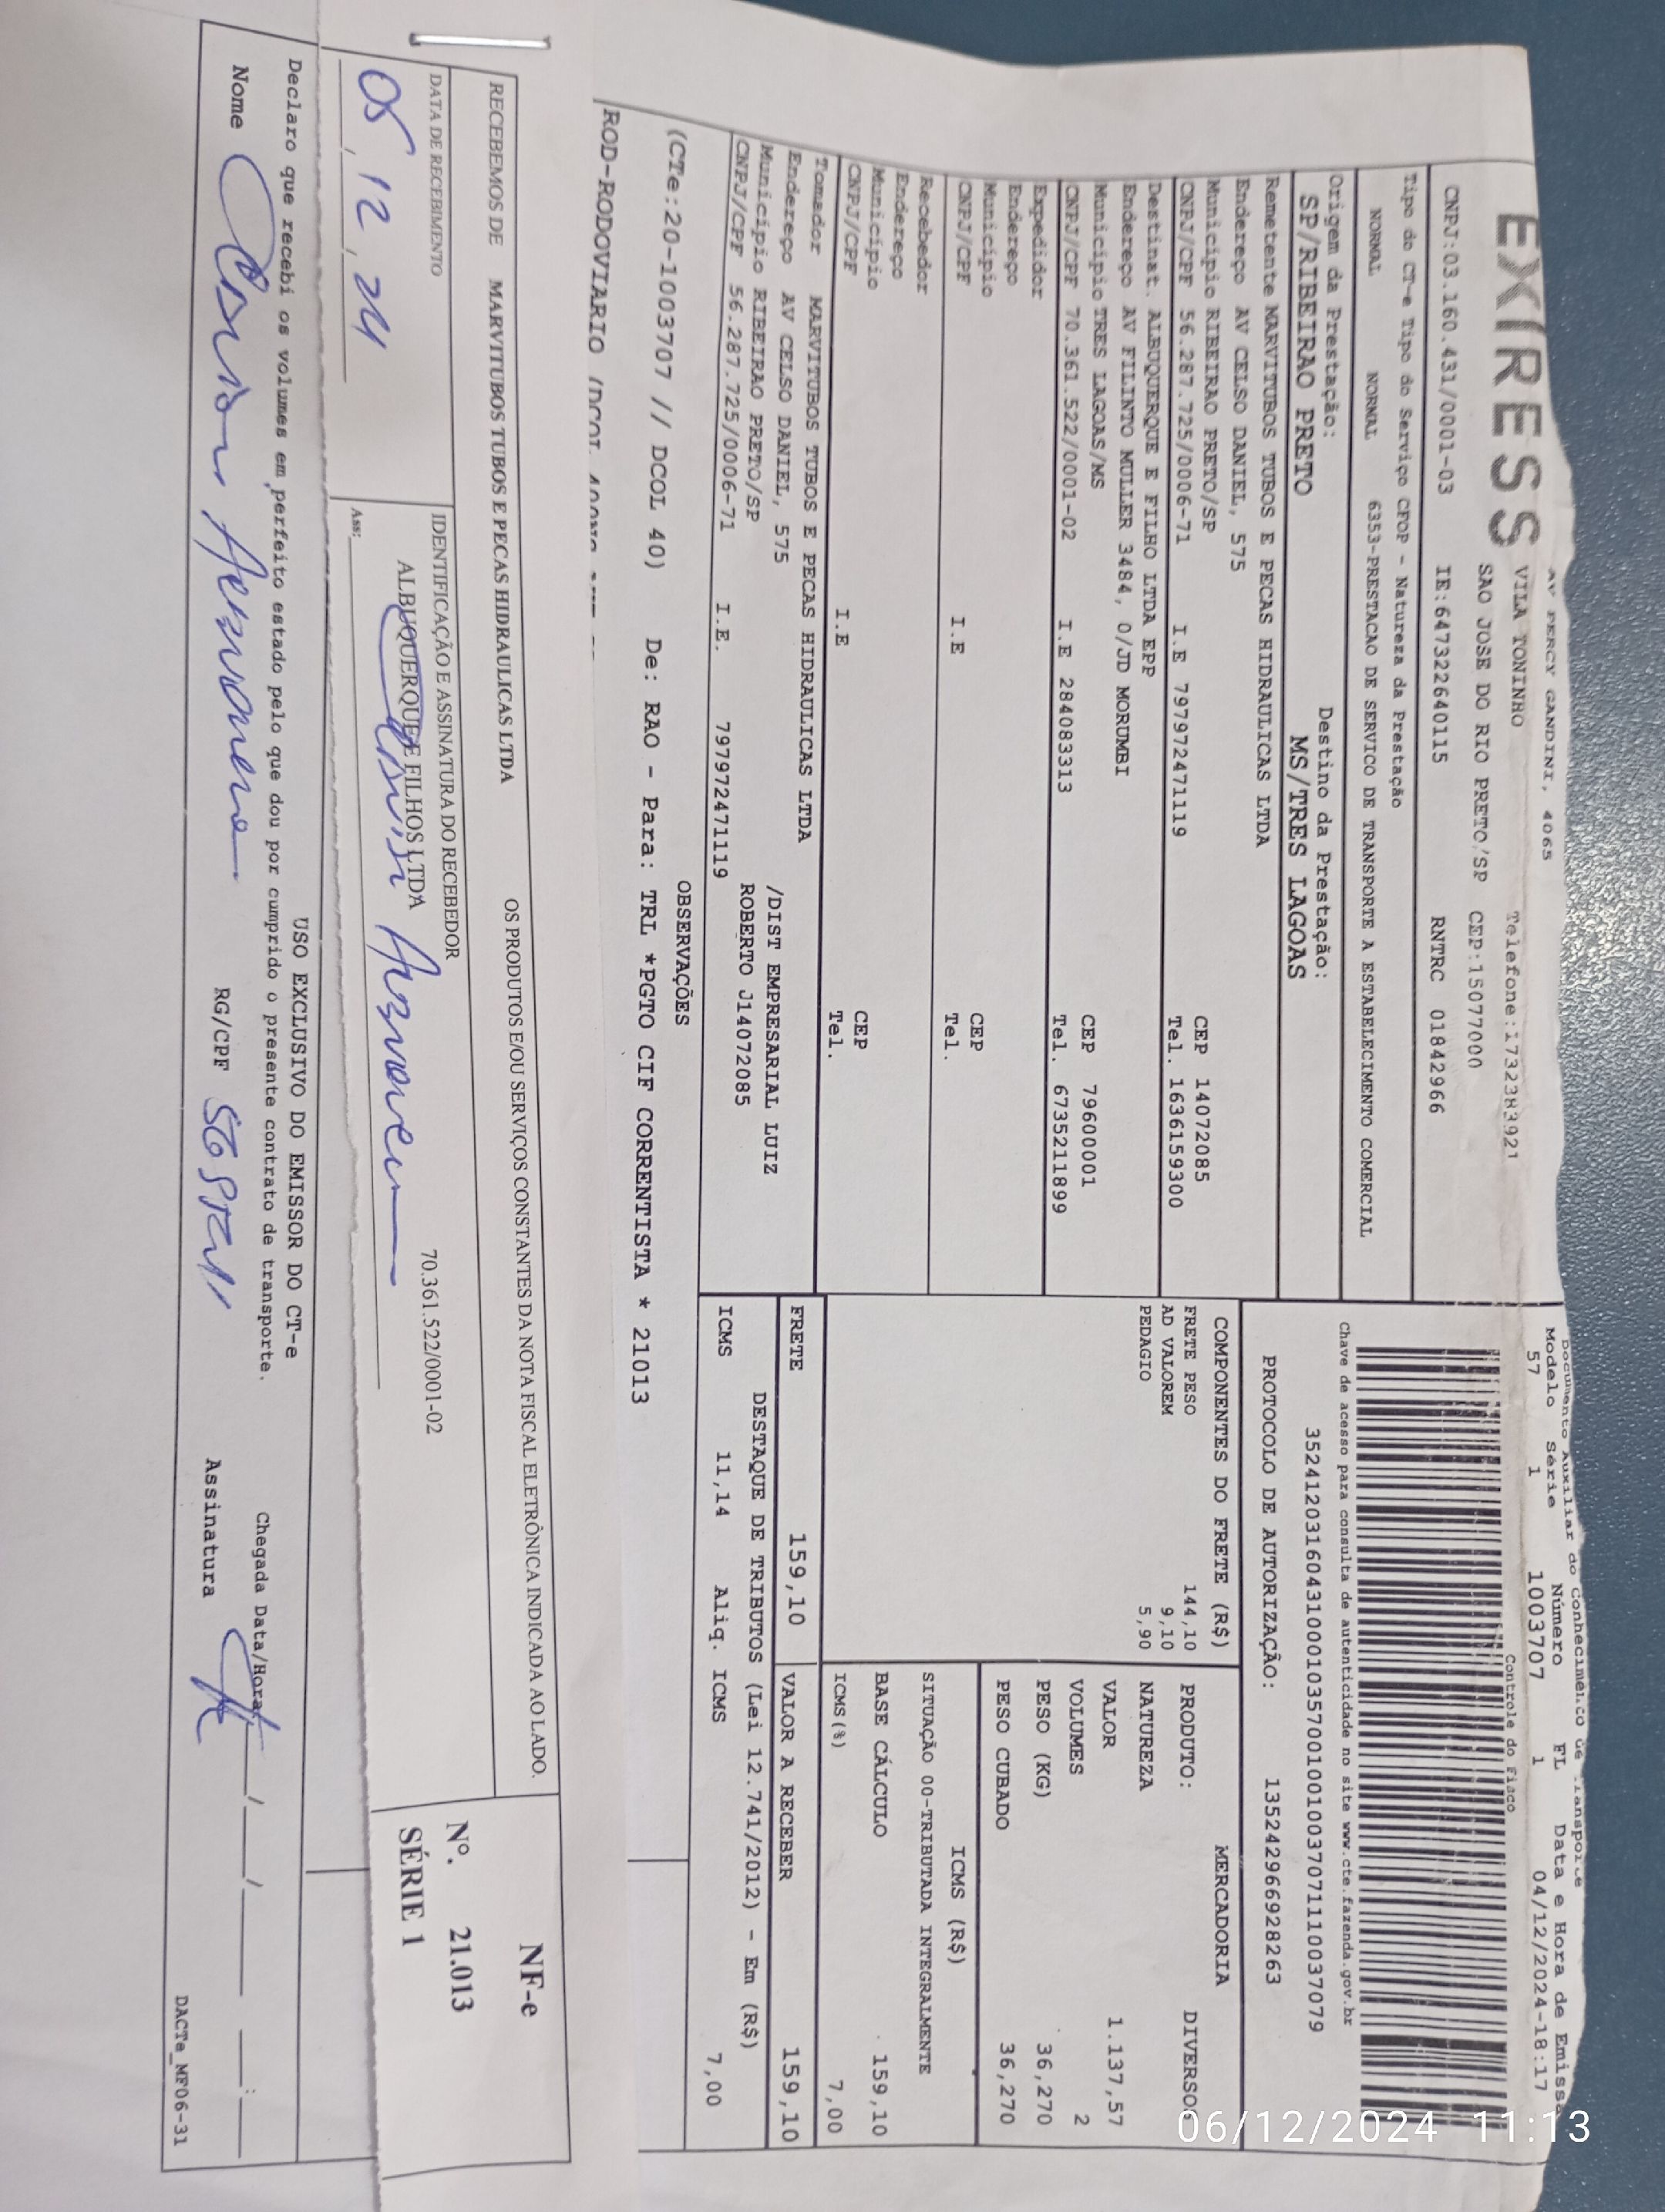 EXPRESS
AV PERCY GANDINI, 4065
VILA TONINHO
Telefone:1732383921
SAO JOSE DO RIO PRETO/SP CEP:15077000
CNPJ:03.160.431/0001-03 IE:647322640115 RNTRC 01842966
Documento Auxiliar do Conhecimento de Transporte
Modelo Série Número FL Data e Hora de Emissã
57 1 1003707 1 04/12/2024-18:17
Controle do Fisco
Tipo do CT-e Tipo do Serviço CFOP - Natureza da Prestação
NORMAL NORMAL 6353-PRESTACAO DE SERVICO DE TRANSPORTE A ESTABELECIMENTO COMERCIAL
Chave de acesso para consulta de autenticidade no site www.cte.fazenda.gov.br
35241203160431000103570010010037071110037079
Origem da Prestação: Destino da Prestação:
SP/RIBEIRAO PRETO MS/TRES LAGOAS
PROTOCOLO DE AUTORIZAÇÃO: 135242966928263
Remetente MARVITUBOS TUBOS E PECAS HIDRAULICAS LTDA
Endereço AV CELSO DANIEL, 575
Município RIBEIRAO PRETO/SP CEP 14072085
CNPJ/CPF 56.287.725/0006-71 I.E 797972471119 Tel. 1636159300
Destinat. ALBUQUERQUE E FILHO LTDA EPP
Endereço AV FILINTO MULLER 3484, 0/JD MORUMBI
Município TRES LAGOAS/MS CEP 79600001
CNPJ/CPF 70.361.522/0001-02 I.E 284083313 Tel. 6735211899
Expedidor
Endereço
Município CEP
CNPJ/CPF I.E Tel.
Recebedor
Endereço
Município CEP
CNPJ/CPF I.E Tel.
Tomador MARVITUBOS TUBOS E PECAS HIDRAULICAS LTDA
Endereço AV CELSO DANIEL, 575 /DIST EMPRESARIAL LUIZ
Município RIBEIRAO PRETO/SP ROBERTO J14072085
CNPJ/CPF 56.287.725/0006-71 I.E. 797972471119
COMPONENTES DO FRETE (R$)
FRETE PESO 144,10
AD VALOREM 9,10
PEDAGIO 5,90
MERCADORIA
PRODUTO: DIVERSOS
NATUREZA
VALOR 1.137,57
VOLUMES 2
PESO (KG) 36,270
PESO CUBADO 36,270
ICMS (R$)
SITUAÇÃO 00-TRIBUTADA INTEGRALMENTE
BASE CÁLCULO 159,10
ICMS (%) 7,00
FRETE 159,10 VALOR A RECEBER 159,10
DESTAQUE DE TRIBUTOS (Lei 12.741/2012) - Em (R$)
ICMS 11,14 Aliq. ICMS 7,00
OBSERVAÇÕES
(CTe:20-1003707 // DCOL 40) De: RAO - Para: TRL *PGTO CIF CORRENTISTA * 21013
ROD-RODOVIARIO
RECEBEMOS DE MARVITUBOS TUBOS E PECAS HIDRAULICAS LTDA OS PRODUTOS E/OU SERVIÇOS CONSTANTES DA NOTA FISCAL ELETRÔNICA INDICADA AO LADO.
NF-e
Nº. 21.013
SÉRIE 1
DATA DE RECEBIMENTO IDENTIFICAÇÃO E ASSINATURA DO RECEBEDOR
ALBUQUERQUE E FILHOS LTDA 70.361.522/0001-02
05,12,24
Ass:
USO EXCLUSIVO DO EMISSOR DO CT-e
Declaro que recebi os volumes em perfeito estado pelo que dou por cumprido o presente contrato de transporte.
Chegada Data/Hora
Nome RG/CPF Assinatura
DACTe_MF06-31
06/12/2024 11:13